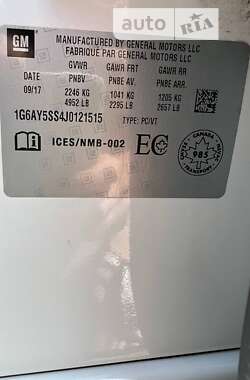 auto RIA
GM
MANUFACTURED BY GENERAL MOTORS LLC
FABRIQUÉ PAR GENERAL MOTORS LLC
GVWR GAWR FRT GAWR RR
DATE PNBV PNBE AV. PNBE ARR.
09/17 2246 KG 1041 KG 1205 KG
4952 LB 2295 LB 2657 LB
1G6AY5SS4J0121515 TYPE: PC/VT
ICES/NMB-002
CANADA
985